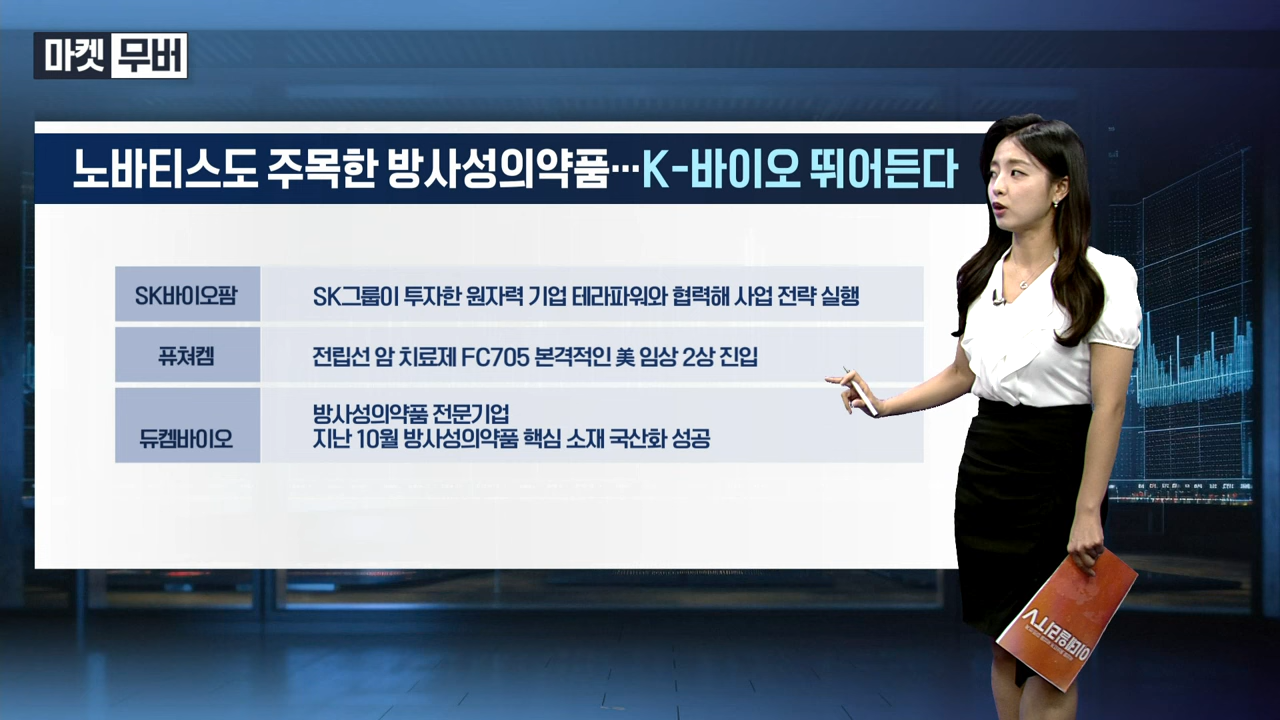 마켓 무버
노바티스도 주목한 방사성의약품…K-바이오 뛰어든다
SK바이오팜
SK그룹이 투자한 원자력 기업 테라파워와 협력해 사업 전략 실행
퓨쳐켐
전립선 암 치료제 FC705 본격적인 美 임상 2상 진입
듀켐바이오
방사성의약품 전문기업
지난 10월 방사성의약품 핵심 소재 국산화 성공
이데일리TV